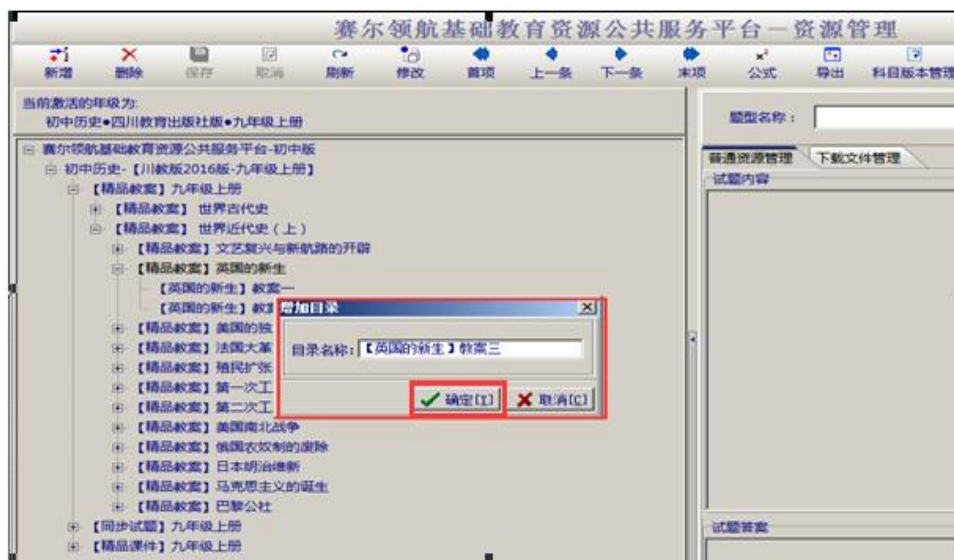 赛尔领航基础教育资源公共服务平台－资源管理
新增 删除 保存 取消 刷新 修改 首项 上一条 下一条 末项 公式 导出 科目版本管理
当前激活的年级为:
初中历史●四川教育出版社版●九年级上册
题型名称：
赛尔领航基础教育资源公共服务平台-初中版
普通资源管理 下载文件管理
初中历史-【川教版2016版-九年级上册】
试题内容
【精品教案】九年级上册
【精品教案】 世界古代史
【精品教案】 世界近代史（上）
【精品教案】文艺复兴与新航路的开辟
【精品教案】英国的新生
【英国的新生】教案一
【英国的新生】教
增加目录
【精品教案】美国的独
【精品教案】法国大革
目录名称: 【英国的新生】教案三
【精品教案】殖民扩张
【精品教案】第一次工
确定[Y] 取消[C]
【精品教案】第二次工
【精品教案】美国南北战争
【精品教案】俄国农奴制的废除
【精品教案】日本明治维新
【精品教案】马克思主义的诞生
【精品教案】巴黎公社
【同步试题】九年级上册
试题答案
【精品课件】九年级上册